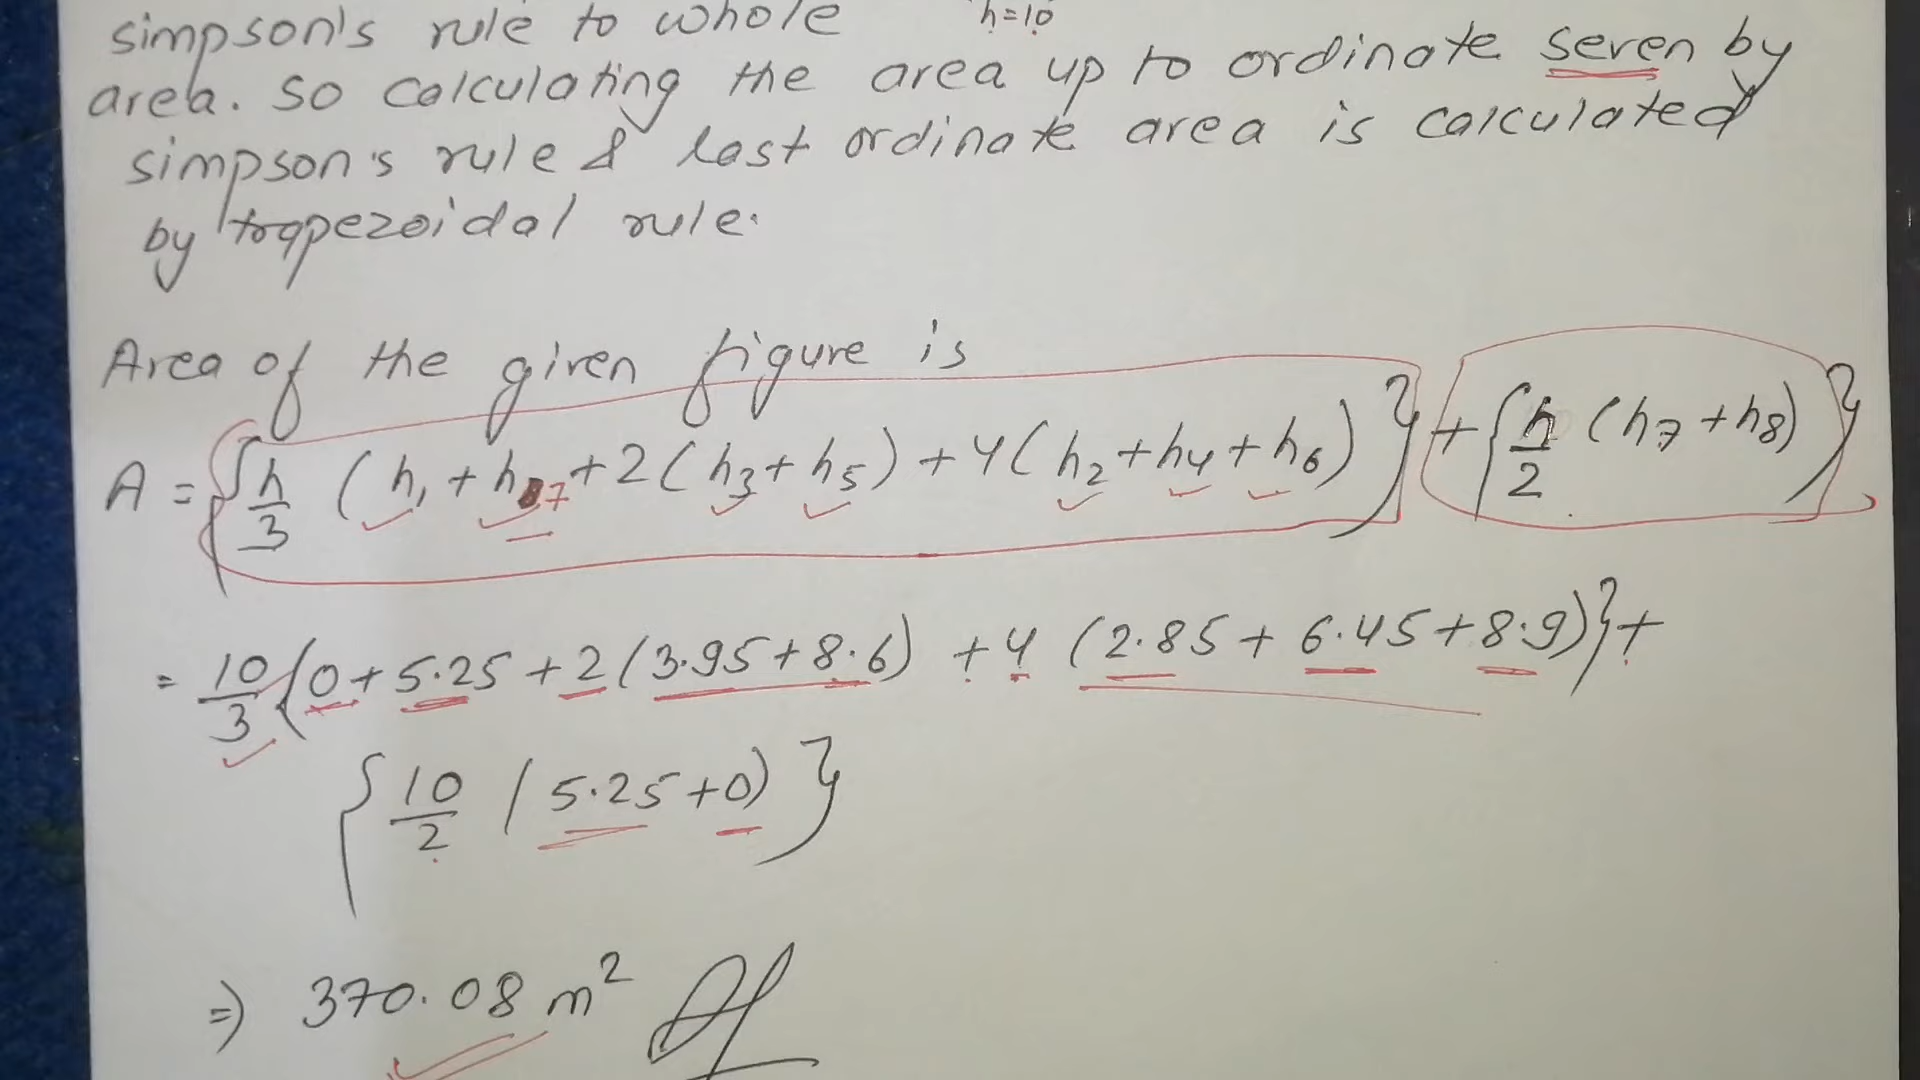 simpson's rule to whole h=10
area. So calculating the area up to ordinate seven by
simpson's rule & last ordinate area is calculated
by trapezoidal rule.
Area of the given figure is
A = {h/3 (h₁ + h₇ + 2(h₃ + h₅) + 4(h₂ + h₄ + h₆)} + {h/2 (h₇ + h₈)}
= 10/3 {0 + 5.25 + 2(3.95 + 8.6) + 4 (2.85 + 6.45 + 8.9)} +
{10/2 (5.25 + 0)}
⇒ 370.08 m²